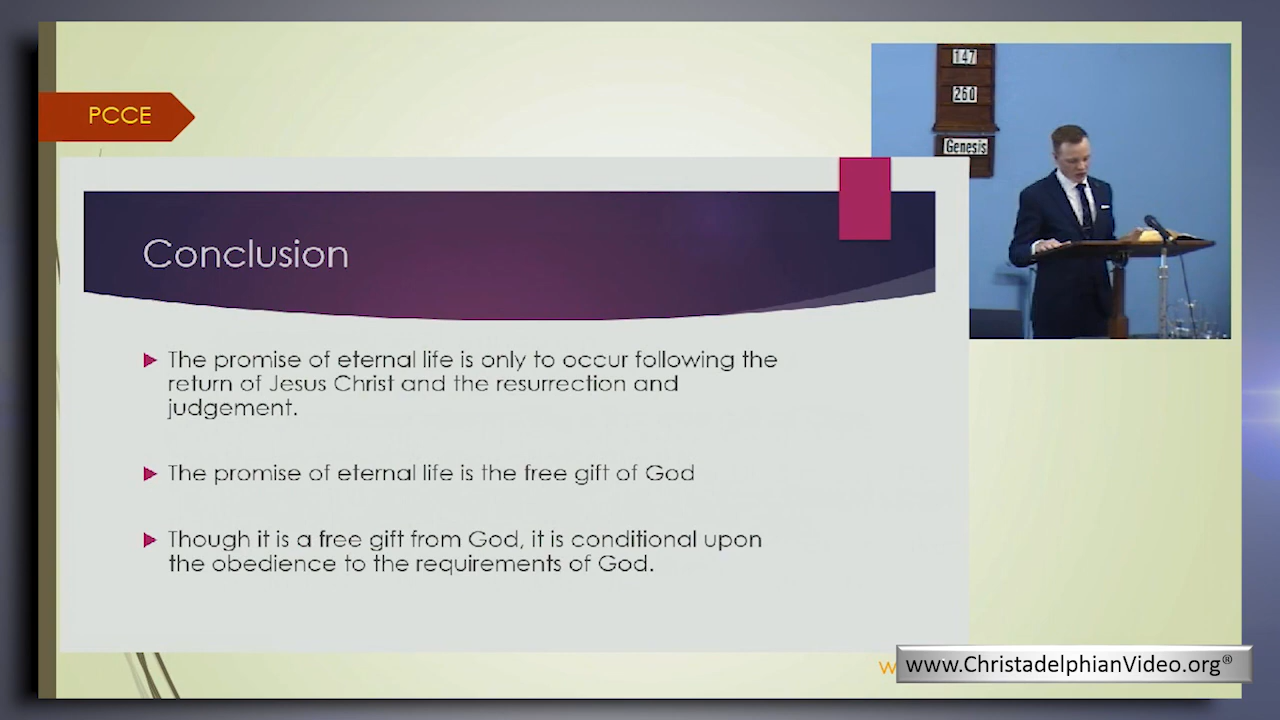 PCCE
147
260
Genesis
Conclusion
The promise of eternal life is only to occur following the
return of Jesus Christ and the resurrection and
judgement.
The promise of eternal life is the free gift of God
Though it is a free gift from God, it is conditional upon
the obedience to the requirements of God.
w
www.ChristadelphianVideo.org®